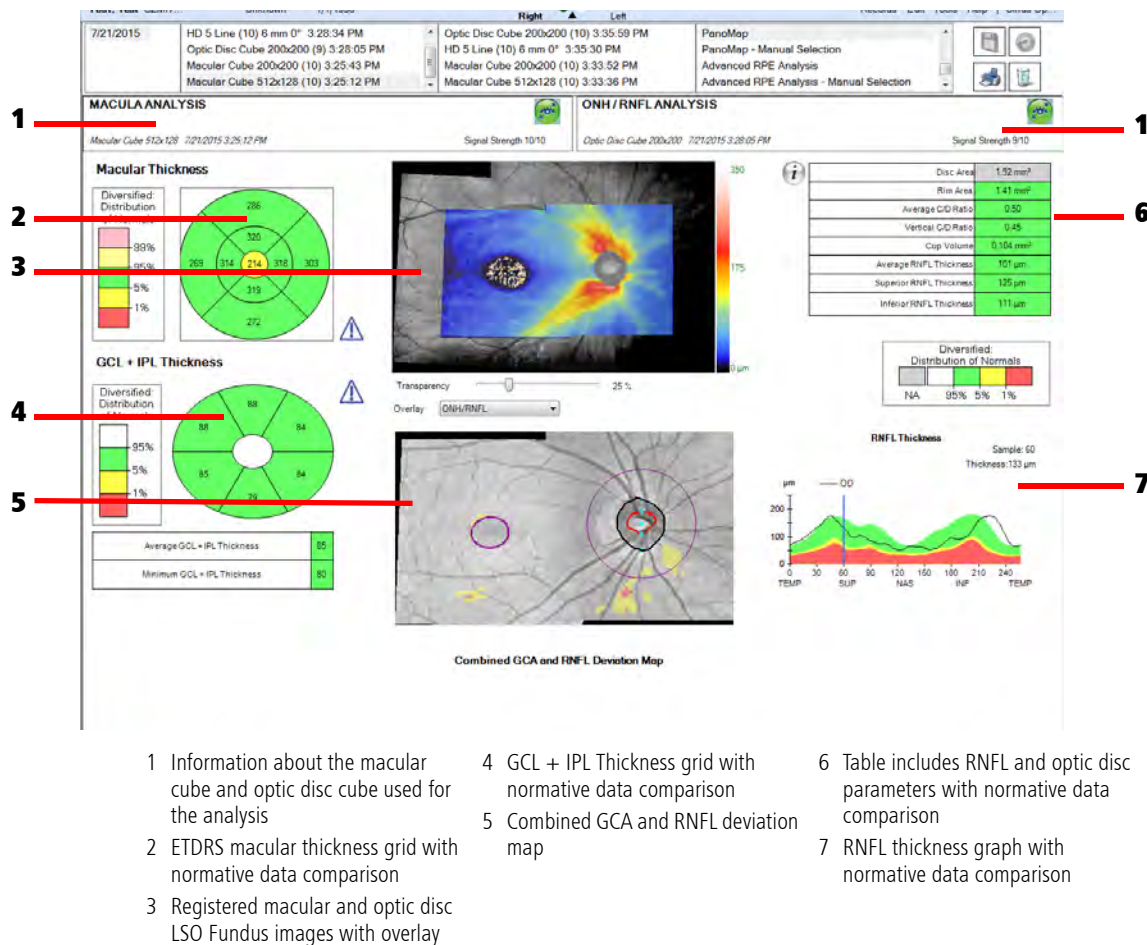 Right ▲ Left
7/21/2015
HD 5 Line (10) 6 mm 0° 3:28:34 PM
Optic Disc Cube 200x200 (9) 3:28:05 PM
Macular Cube 200x200 (10) 3:25:43 PM
Macular Cube 512x128 (10) 3:25:12 PM
Optic Disc Cube 200x200 (10) 3:35:59 PM
HD 5 Line (10) 6 mm 0° 3:35:30 PM
Macular Cube 200x200 (10) 3:33:52 PM
Macular Cube 512x128 (10) 3:33:36 PM
PanoMap
PanoMap - Manual Selection
Advanced RPE Analysis
Advanced RPE Analysis - Manual Selection
MACULA ANALYSIS
Macular Cube 512x128 7/21/2015 3:25:12 PM
Signal Strength 10/10
ONH / RNFL ANALYSIS
Optic Disc Cube 200x200 7/21/2015 3:28:05 PM
Signal Strength 9/10
1
1
Macular Thickness
Diversified:
Distribution
of Normals
99%
95%
5%
1%
286
320
269 314 214 318 303
319
272
2
3
350
175
0 µm
Transparency 25 %
Overlay ONH/RNFL
Disc Area 1.52 mm²
Rim Area 1.41 mm²
Average C/D Ratio 0.50
Vertical C/D Ratio 0.45
Cup Volume 0.104 mm³
Average RNFL Thickness 101 µm
Superior RNFL Thickness 125 µm
Inferior RNFL Thickness 111 µm
6
Diversified:
Distribution of Normals
NA 95% 5% 1%
GCL + IPL Thickness
Diversified:
Distribution
95%
5%
1%
88
88 84
85 84
79
4
5
Average GCL + IPL Thickness 85
Minimum GCL + IPL Thickness 80
Combined GCA and RNFL Deviation Map
RNFL Thickness
Sample: 60
Thickness: 133 µm
7
µm OD
200
100
0
0 30 60 90 120 150 180 210 240
TEMP SUP NAS INF TEMP
1 Information about the macular
cube and optic disc cube used for
the analysis
2 ETDRS macular thickness grid with
normative data comparison
3 Registered macular and optic disc
LSO Fundus images with overlay
4 GCL + IPL Thickness grid with
normative data comparison
5 Combined GCA and RNFL deviation
map
6 Table includes RNFL and optic disc
parameters with normative data
comparison
7 RNFL thickness graph with
normative data comparison